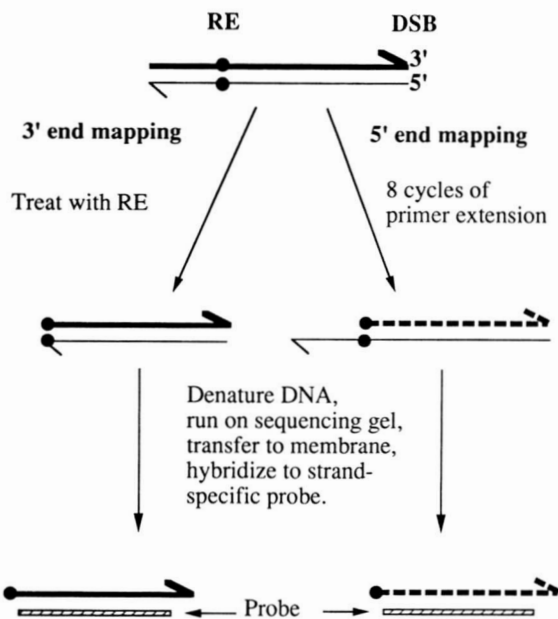 RE DSB
3'
5'
3' end mapping
5' end mapping
Treat with RE
8 cycles of
primer extension
Denature DNA,
run on sequencing gel,
transfer to membrane,
hybridize to strand-
specific probe.
Probe